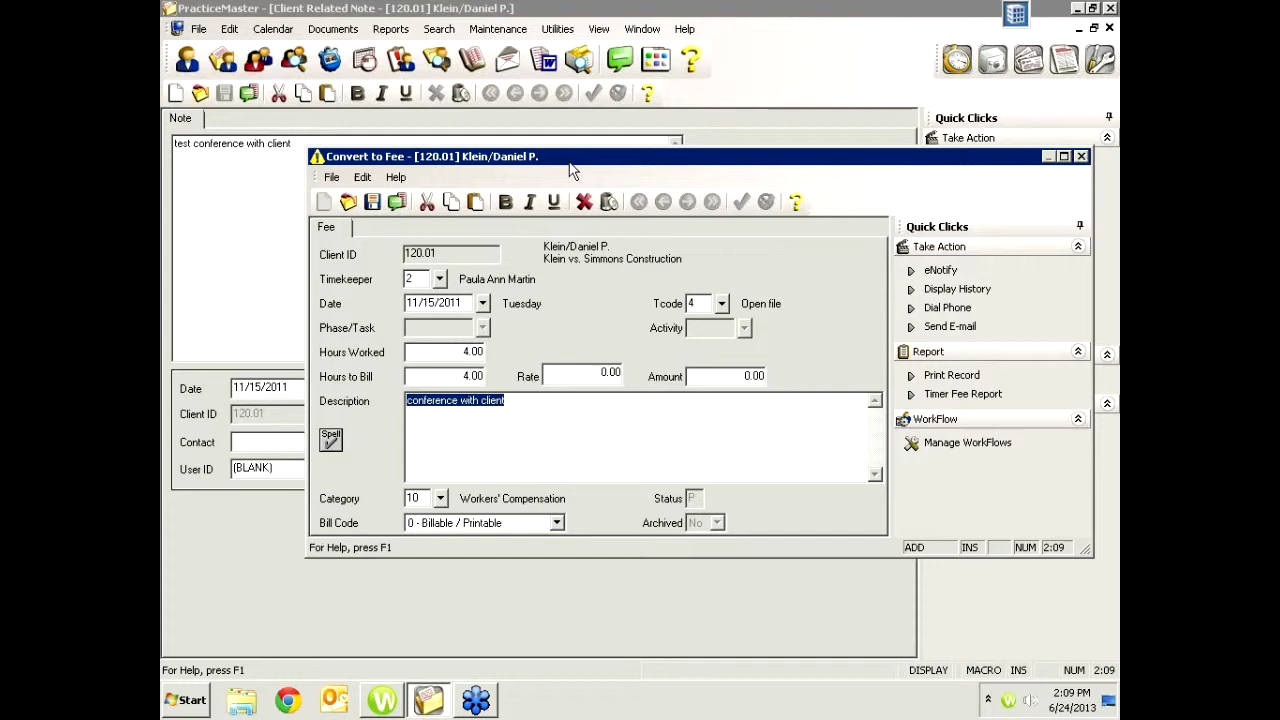 PracticeMaster - [Client Related Note - [120.01] Klein/Daniel P.]
File Edit Calendar Documents Reports Search Maintenance Utilities View Window Help
Note
test conference with client
Quick Clicks
Take Action
Convert to Fee - [120.01] Klein/Daniel P.
File Edit Help
Fee
Client ID 120.01 Klein/Daniel P.
Klein vs. Simmons Construction
Timekeeper 2 Paula Ann Martin
Date 11/15/2011 Tuesday Tcode 4 Open file
Phase/Task Activity
Hours Worked 4.00
Hours to Bill 4.00 Rate 0.00 Amount 0.00
Description conference with client
Spell
Category 10 Workers' Compensation Status P
Bill Code 0 - Billable / Printable Archived No
For Help, press F1
Quick Clicks
Take Action
eNotify
Display History
Dial Phone
Send E-mail
Report
Print Record
Timer Fee Report
WorkFlow
Manage WorkFlows
ADD INS NUM 2:09
Date 11/15/2011
Client ID 120.01
Contact
User ID (BLANK)
For Help, press F1 DISPLAY MACRO INS NUM 2:09
Start
2:09 PM
6/24/2013